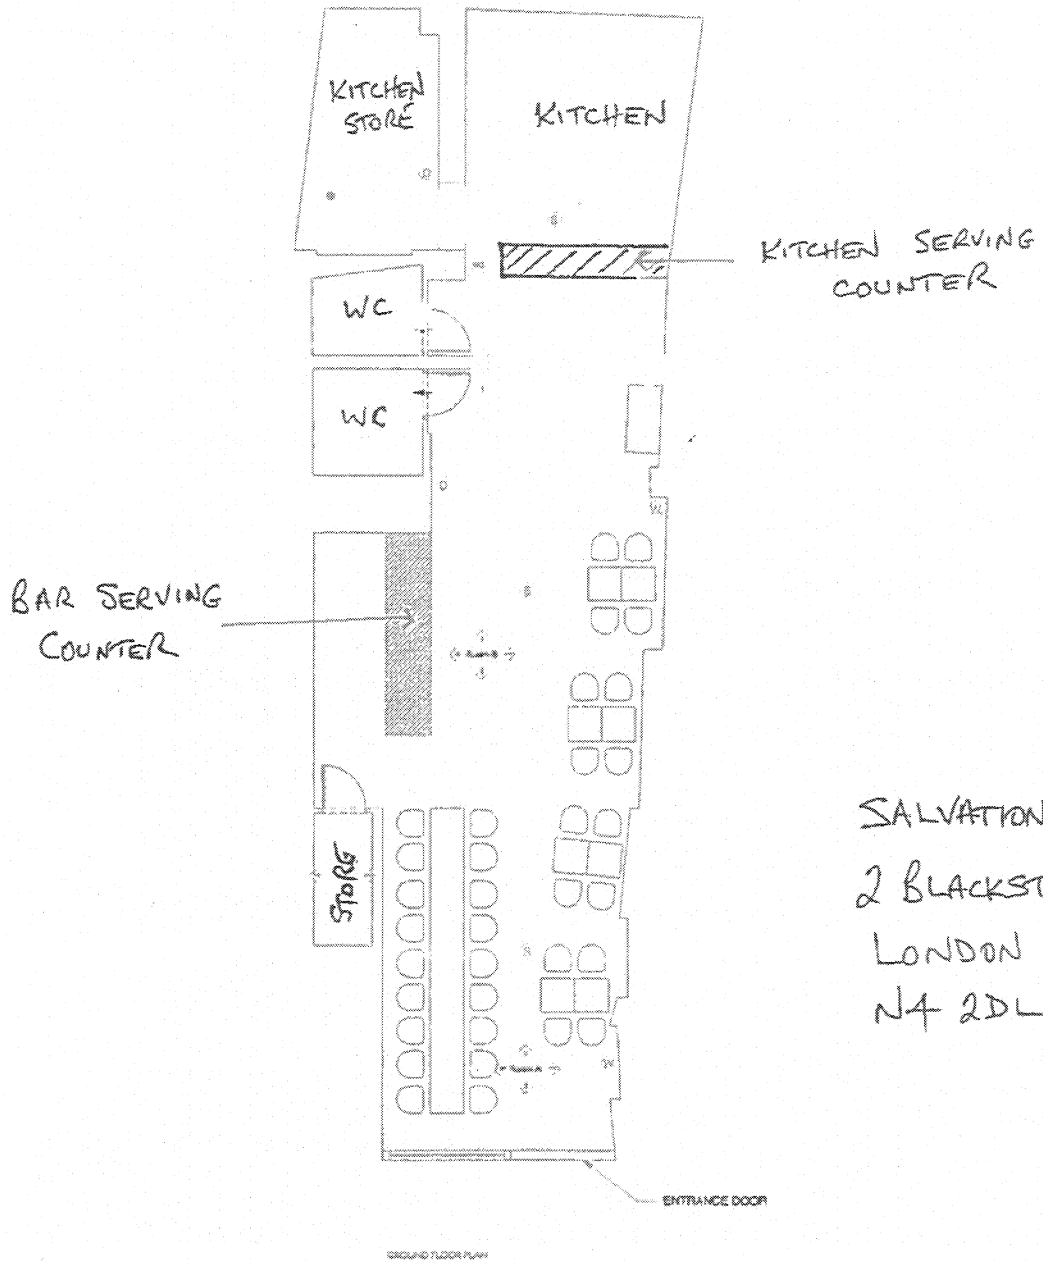 KITCHEN
STORE
KITCHEN
KITCHEN SERVING
COUNTER
WC
WC
BAR SERVING
COUNTER
STORE
SALVATION
2 BLACKST
LONDON
N4 2DL
ENTRANCE DOOR
GROUND FLOOR PLAN